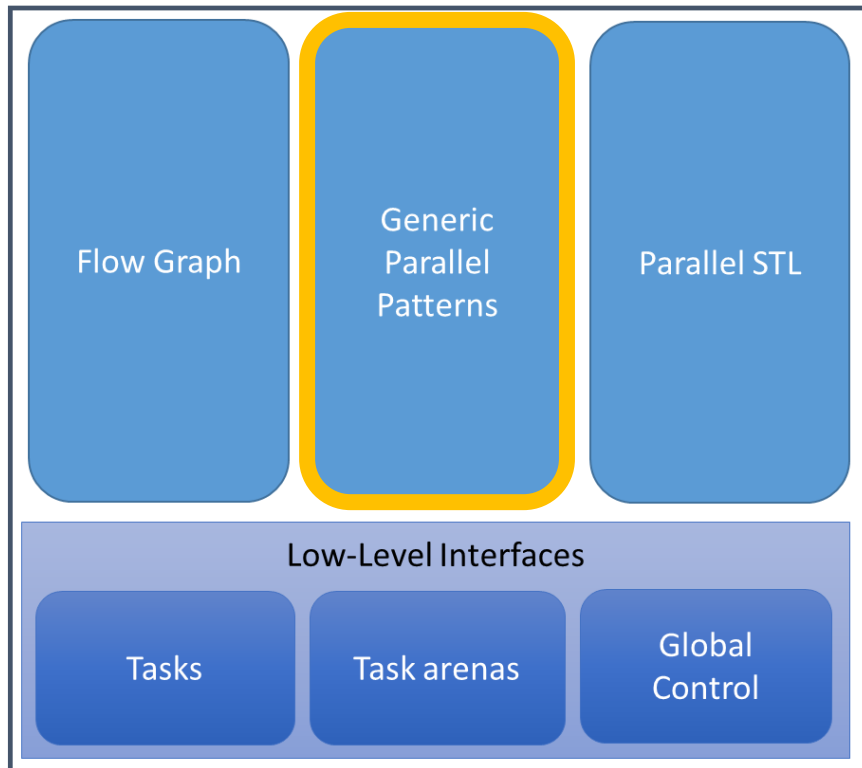 Flow Graph
Generic
Parallel
Patterns
Parallel STL
Low-Level Interfaces
Tasks
Task arenas
Global
Control